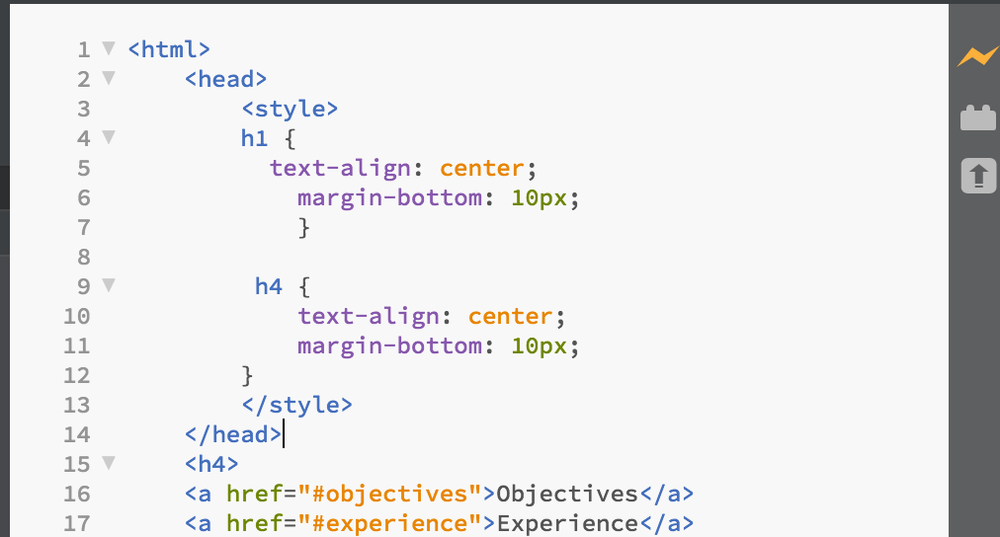 1 <html>
2 <head>
3 <style>
4 h1 {
5 text-align: center;
6 margin-bottom: 10px;
7 }
8
9 h4 {
10 text-align: center;
11 margin-bottom: 10px;
12 }
13 </style>
14 </head>
15 <h4>
16 <a href="#objectives">Objectives</a>
17 <a href="#experience">Experience</a>